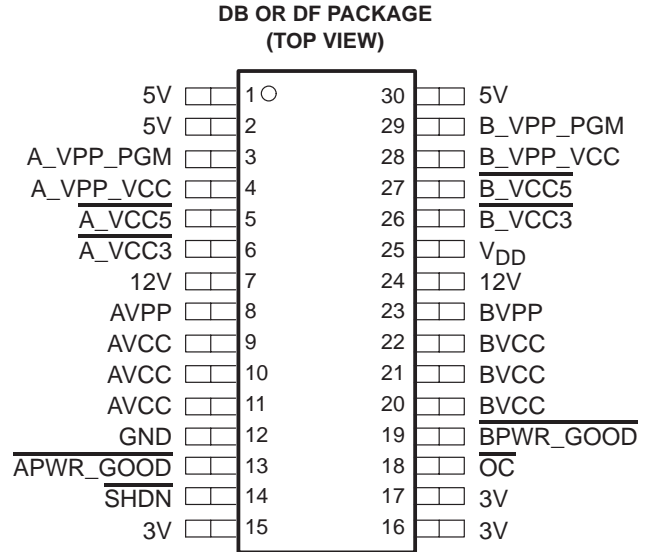 DB OR DF PACKAGE
(TOP VIEW)
5V 1 30 5V
5V 2 29 B_VPP_PGM
A_VPP_PGM 3 28 B_VPP_VCC
A_VPP_VCC 4 27 B_VCC5
A_VCC5 5 26 B_VCC3
A_VCC3 6 25 VDD
12V 7 24 12V
AVPP 8 23 BVPP
AVCC 9 22 BVCC
AVCC 10 21 BVCC
AVCC 11 20 BVCC
GND 12 19 BPWR_GOOD
APWR_GOOD 13 18 OC
SHDN 14 17 3V
3V 15 16 3V